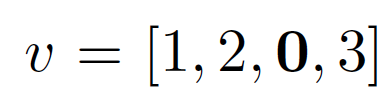 v = [1, 2, 0, 3]